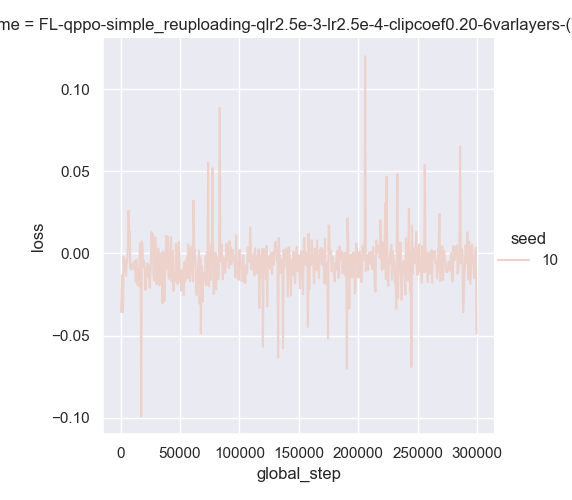 me = FL-qppo-simple_reuploading-qlr2.5e-3-lr2.5e-4-clipcoef0.20-6varlayers-(
0.10
0.05
0.00
−0.05
−0.10
loss
0 50000 100000 150000 200000 250000 300000
global_step
seed
10